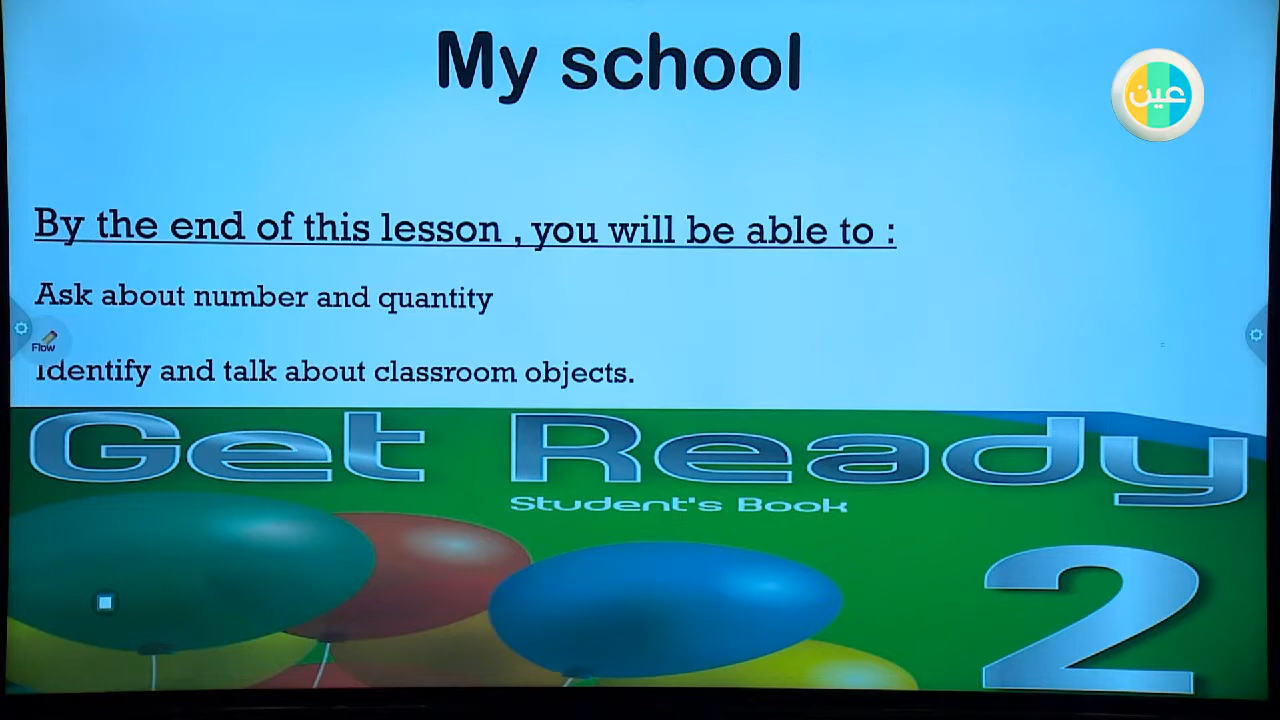 My school
عين
By the end of this lesson , you will be able to :
Ask about number and quantity
Flow
Identify and talk about classroom objects.
Get Ready
Student's Book
2